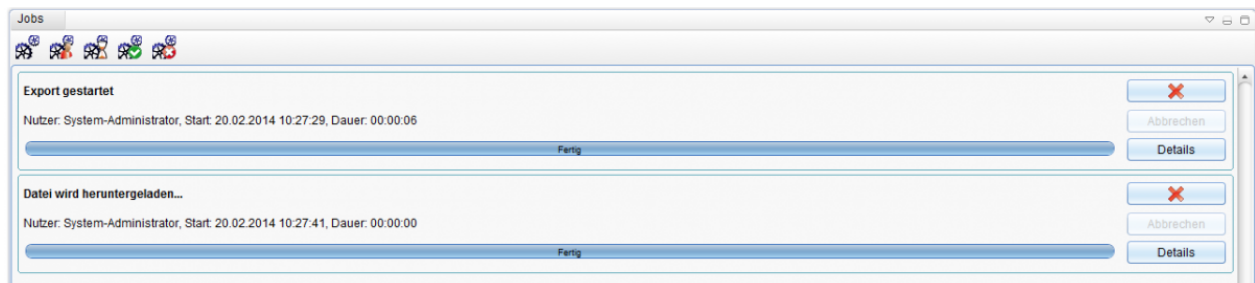 Jobs
Export gestartet
Nutzer: System-Administrator, Start: 20.02.2014 10:27:29, Dauer: 00:00:06
Abbrechen
Fertig
Details
Datei wird heruntergeladen...
Nutzer: System-Administrator, Start: 20.02.2014 10:27:41, Dauer: 00:00:00
Abbrechen
Fertig
Details